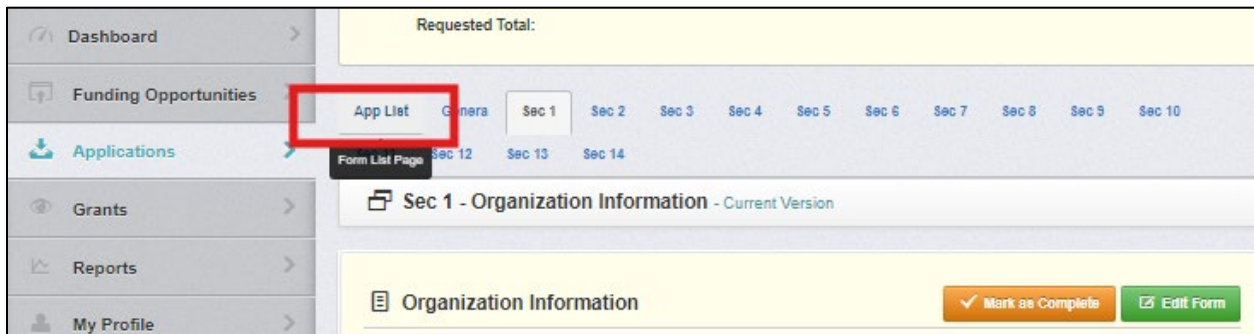 Requested Total:
Dashboard
Funding Opportunities
Applications
Grants
Reports
My Profile
App List Genera Sec 1 Sec 2 Sec 3 Sec 4 Sec 5 Sec 6 Sec 7 Sec 8 Sec 9 Sec 10
Sec 12 Sec 13 Sec 14
Form List Page
Sec 1 - Organization Information - Current Version
Organization Information
Mark as Complete Edit Form